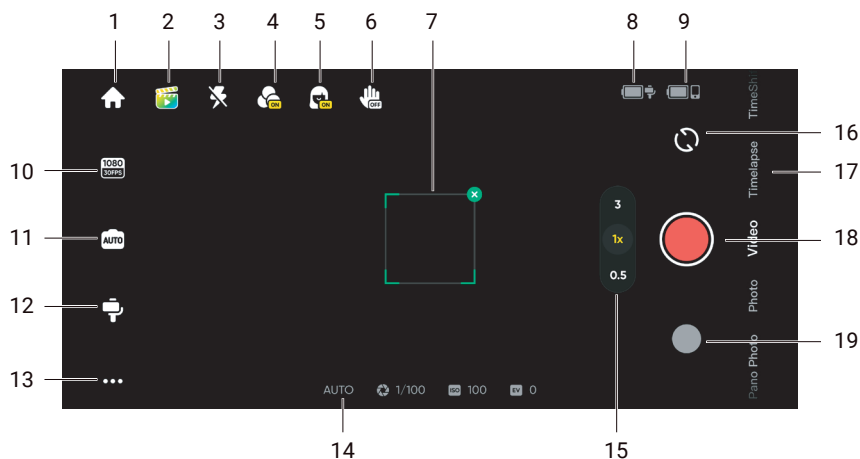 1 2 3 4 5 6 7 8 9
ON ON OFF
TimeShi
10 1080
30FPS
16
Timelapse 17
3
11 AUTO
1x
Video 18
0.5
12
Photo
19
Pano Photo
13
AUTO 1/100 ISO 100 EV 0
14 15